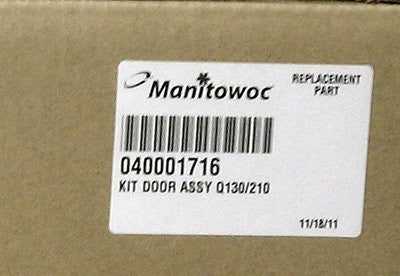 Manitowoc
REPLACEMENT
PART
040001716
KIT DOOR ASSY Q130/210
11/18/11